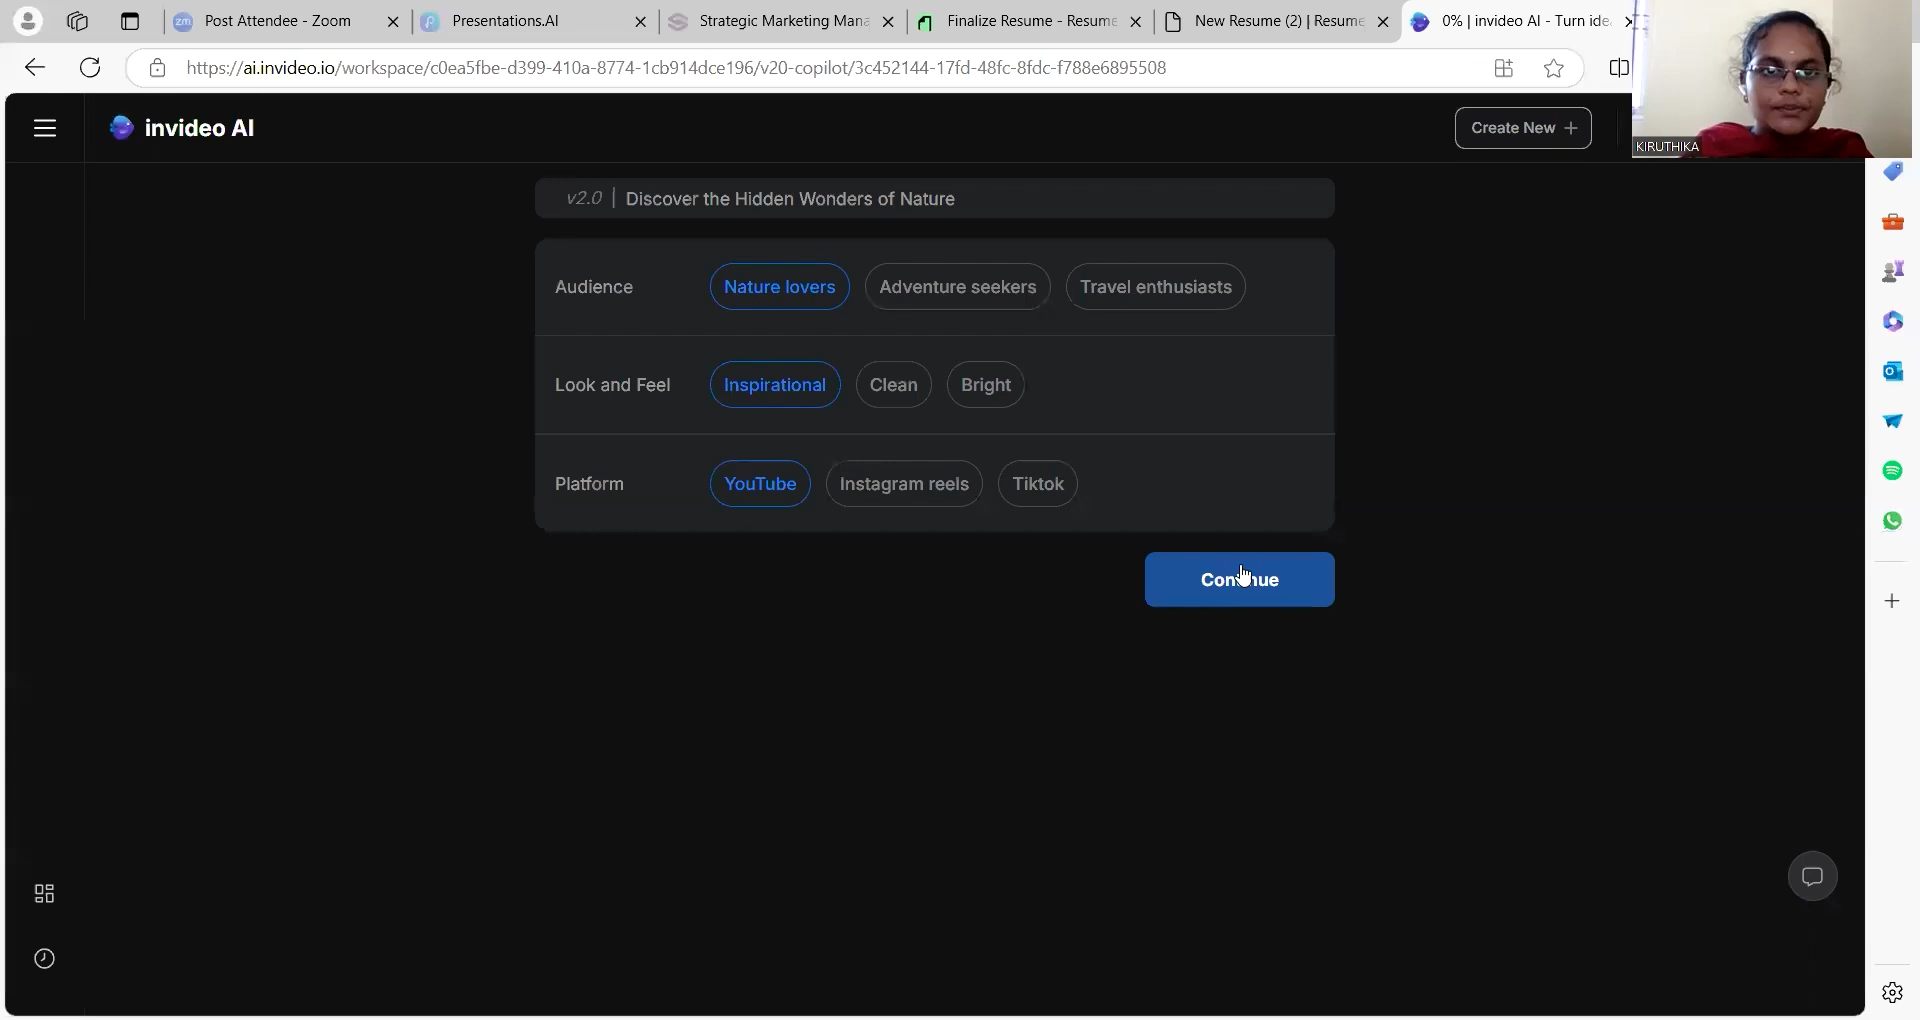 Post Attendee - Zoom
Presentations.AI
Strategic Marketing Mana
Finalize Resume - Resume
New Resume (2) | Resume
0% | invideo AI - Turn ide
https://ai.invideo.io/workspace/c0ea5fbe-d399-410a-8774-1cb914dce196/v20-copilot/3c452144-17fd-48fc-8fdc-f788e6895508
KIRUTHIKA
invideo AI
Create New +
v2.0 | Discover the Hidden Wonders of Nature
Audience Nature lovers Adventure seekers Travel enthusiasts
Look and Feel Inspirational Clean Bright
Platform YouTube Instagram reels Tiktok
Continue